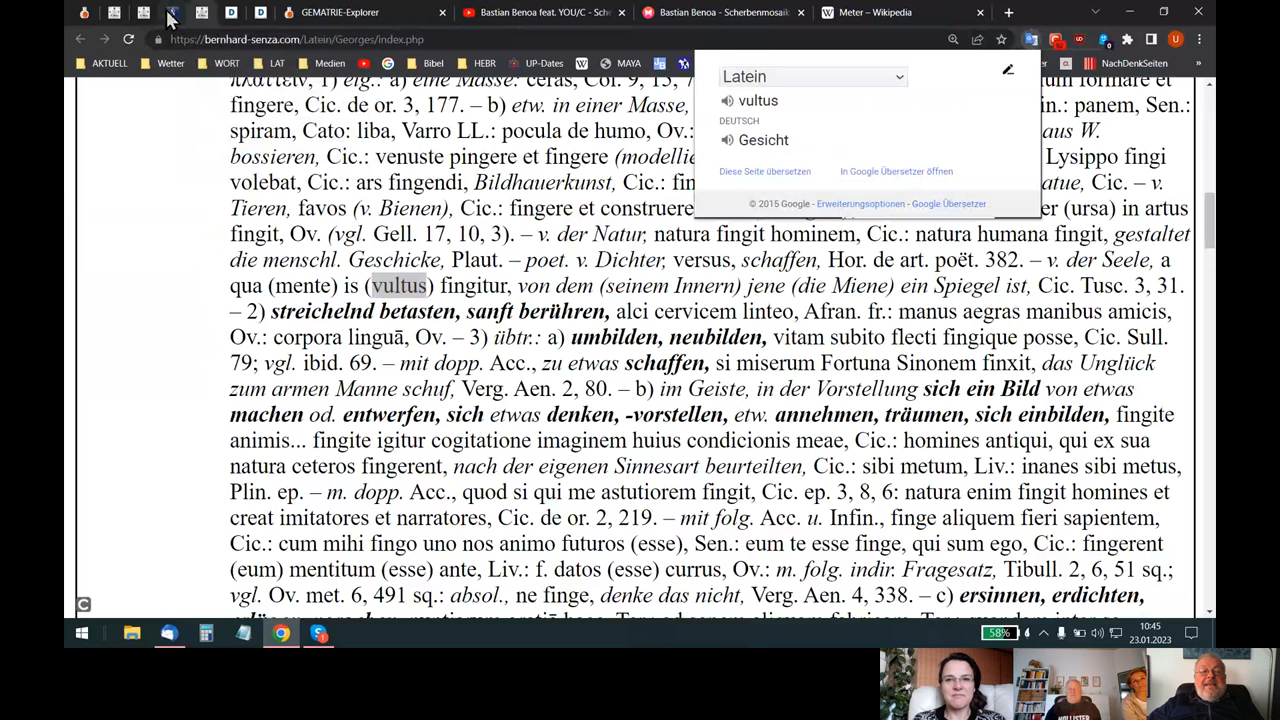 GEMATRIE-Explorer
Bastian Benoa feat. YOU/C - Sche
Bastian Benoa - Scherbenmosaik
Meter – Wikipedia
https://bernhard-senza.com/Latein/Georges/index.php
AKTUELL Wetter WORT LAT Medien Bibel HEBR UP-Dates MAYA NachDenkSeiten
Latein
vultus
DEUTSCH
Gesicht
Diese Seite übersetzen In Google Übersetzer öffnen
© 2015 Google - Erweiterungsoptionen - Google Übersetzer
πλάττειν, 1) eig.: a) eine Masse: ceras, Col. 9, 15, um formare et
fingere, Cic. de or. 3, 177. – b) etw. in einer Masse, in.: panem, Sen.:
spiram, Cato: liba, Varro LL.: pocula de humo, Ov.: aus W.
bossieren, Cic.: venuste pingere et fingere (modellie Lysippo fingi
volebat, Cic.: ars fingendi, Bildhauerkunst, Cic.: fin atue, Cic. – v.
Tieren, favos (v. Bienen), Cic.: fingere et construere er (ursa) in artus
fingit, Ov. (vgl. Gell. 17, 10, 3). – v. der Natur, natura fingit hominem, Cic.: natura humana fingit, gestaltet
die menschl. Geschicke, Plaut. – poet. v. Dichter, versus, schaffen, Hor. de art. poët. 382. – v. der Seele, a
qua (mente) is (vultus) fingitur, von dem (seinem Innern) jene (die Miene) ein Spiegel ist, Cic. Tusc. 3, 31.
– 2) streichelnd betasten, sanft berühren, alci cervicem linteo, Afran. fr.: manus aegras manibus amicis,
Ov.: corpora linguā, Ov. – 3) übtr.: a) umbilden, neubilden, vitam subito flecti fingique posse, Cic. Sull.
79; vgl. ibid. 69. – mit dopp. Acc., zu etwas schaffen, si miserum Fortuna Sinonem finxit, das Unglück
zum armen Manne schuf, Verg. Aen. 2, 80. – b) im Geiste, in der Vorstellung sich ein Bild von etwas
machen od. entwerfen, sich etwas denken, -vorstellen, etw. annehmen, träumen, sich einbilden, fingite
animis... fingite igitur cogitatione imaginem huius condicionis meae, Cic.: homines antiqui, qui ex sua
natura ceteros fingerent, nach der eigenen Sinnesart beurteilten, Cic.: sibi metum, Liv.: inanes sibi metus,
Plin. ep. – m. dopp. Acc., quod si qui me astutiorem fingit, Cic. ep. 3, 8, 6: natura enim fingit homines et
creat imitatores et narratores, Cic. de or. 2, 219. – mit folg. Acc. u. Infin., finge aliquem fieri sapientem,
Cic.: cum mihi fingo uno nos animo futuros (esse), Sen.: eum te esse finge, qui sum ego, Cic.: fingerent
(eum) mentitum (esse) ante, Liv.: f. datos (esse) currus, Ov.: m. folg. indir. Fragesatz, Tibull. 2, 6, 51 sq.;
vgl. Ov. met. 6, 491 sq.: absol., ne finge, denke das nicht, Verg. Aen. 4, 338. – c) ersinnen, erdichten,
58%
10:45
23.01.2023
HOLLISTER